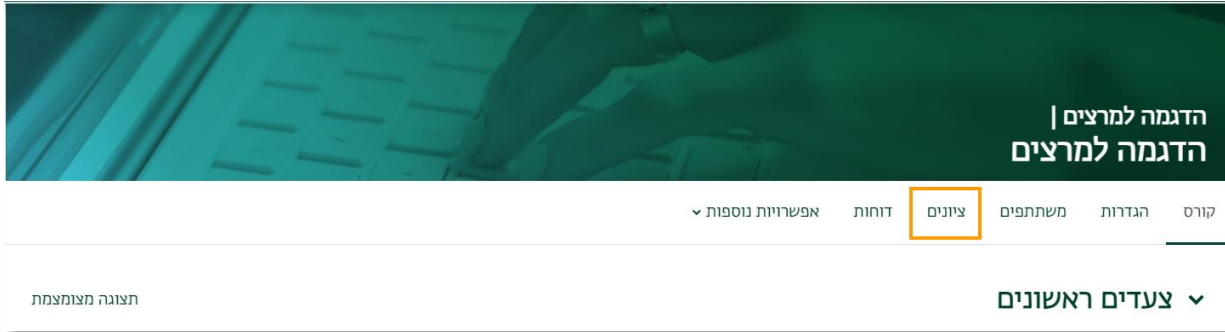 הדגמה למרצים |
הדגמה למרצים
קורס הגדרות משתתפים ציונים דוחות אפשרויות נוספות
צעדים ראשונים תצוגה מצומצמת